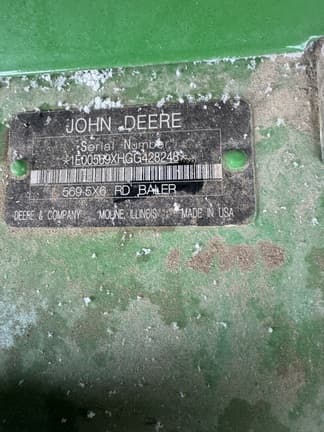 JOHN DEERE
Serial Number
*1E00569XHGG428248*
569 5X6 RD BALER
DEERE & COMPANY MOLINE, ILLINOIS MADE IN USA